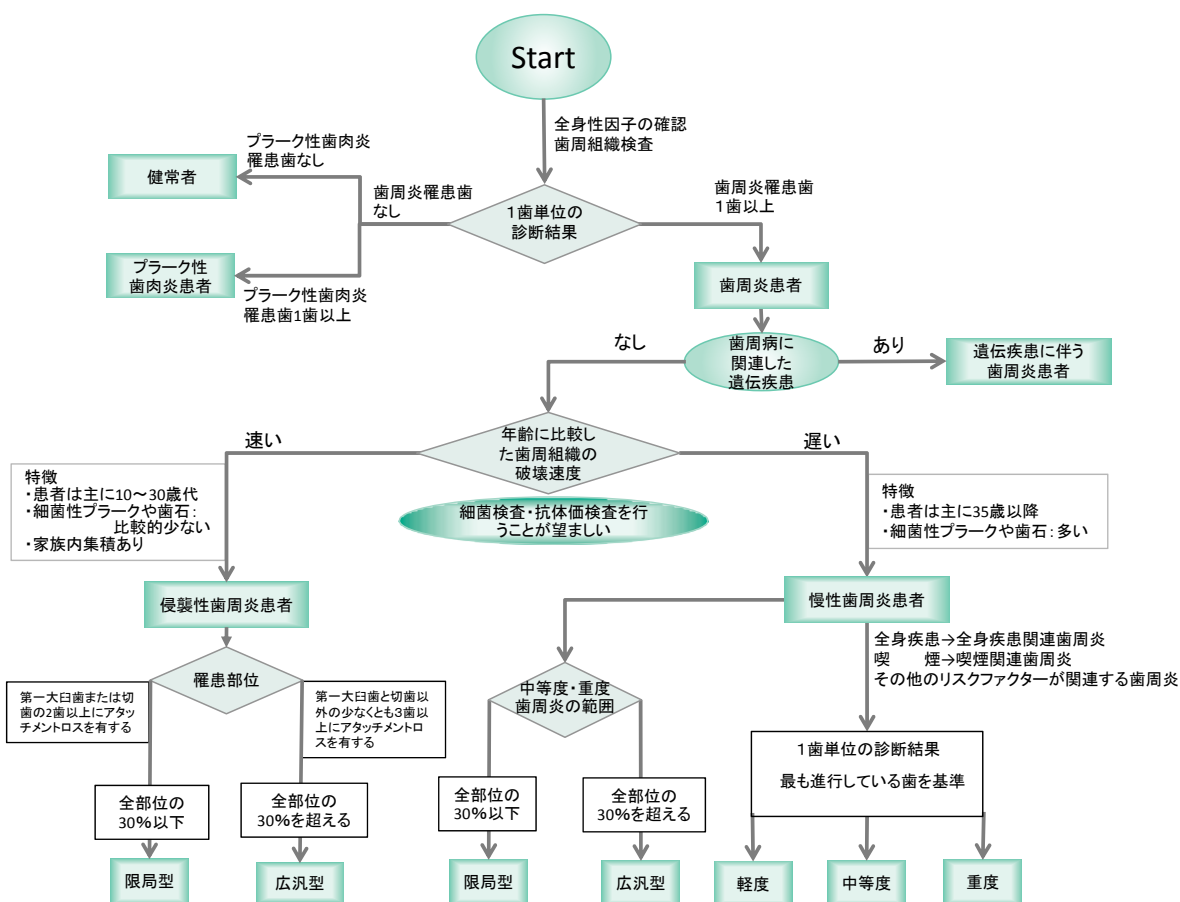 Start
全身性因子の確認
歯周組織検査
プラーク性歯肉炎
罹患歯なし
健常者
歯周炎罹患歯
なし
1歯単位の
診断結果
歯周炎罹患歯
1歯以上
プラーク性
歯肉炎患者
プラーク性歯肉炎
罹患歯1歯以上
歯周炎患者
なし
歯周病に
関連した
遺伝疾患
あり
遺伝疾患に伴う
歯周炎患者
速い
年齢に比較し
た歯周組織の
破壊速度
遅い
特徴
・患者は主に10～30歳代
・細菌性プラークや歯石：
比較的少ない
・家族内集積あり
細菌検査・抗体価検査を行
うことが望ましい
特徴
・患者は主に35歳以降
・細菌性プラークや歯石：多い
侵襲性歯周炎患者
慢性歯周炎患者
全身疾患→全身疾患関連歯周炎
喫　　煙→喫煙関連歯周炎
その他のリスクファクターが関連する歯周炎
罹患部位
第一大臼歯または切
歯の2歯以上にアタッ
チメントロスを有する
第一大臼歯と切歯以
外の少なくとも3歯以
上にアタッチメントロ
スを有する
中等度・重度
歯周炎の範囲
1歯単位の診断結果
最も進行している歯を基準
全部位の
30%以下
全部位の
30%を超える
全部位の
30%以下
全部位の
30%を超える
限局型
広汎型
限局型
広汎型
軽度
中等度
重度